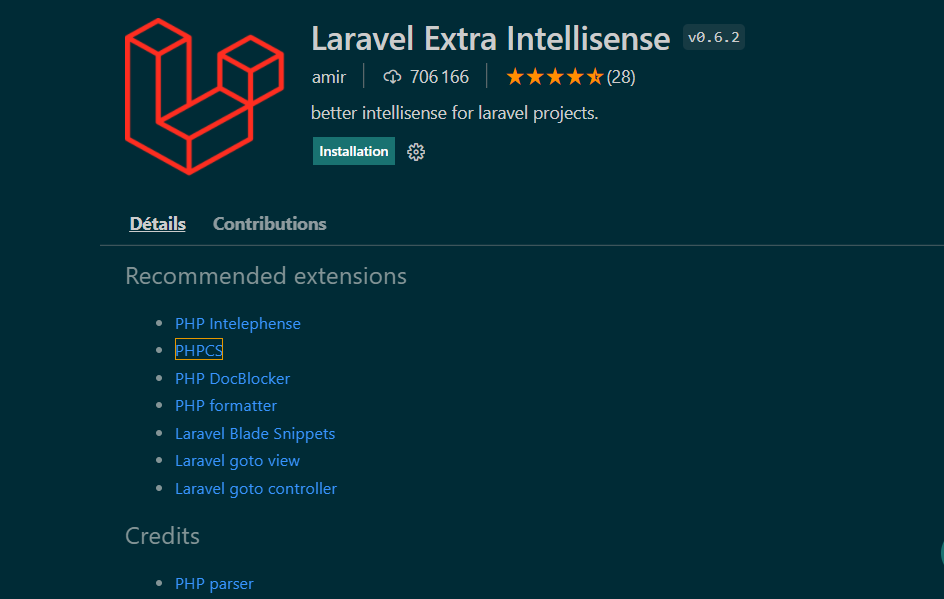 Laravel Extra Intellisense v0.6.2
amir 706 166 (28)
better intellisense for laravel projects.
Installation
Détails Contributions
Recommended extensions
PHP Intelephense
PHPCS
PHP DocBlocker
PHP formatter
Laravel Blade Snippets
Laravel goto view
Laravel goto controller
Credits
PHP parser